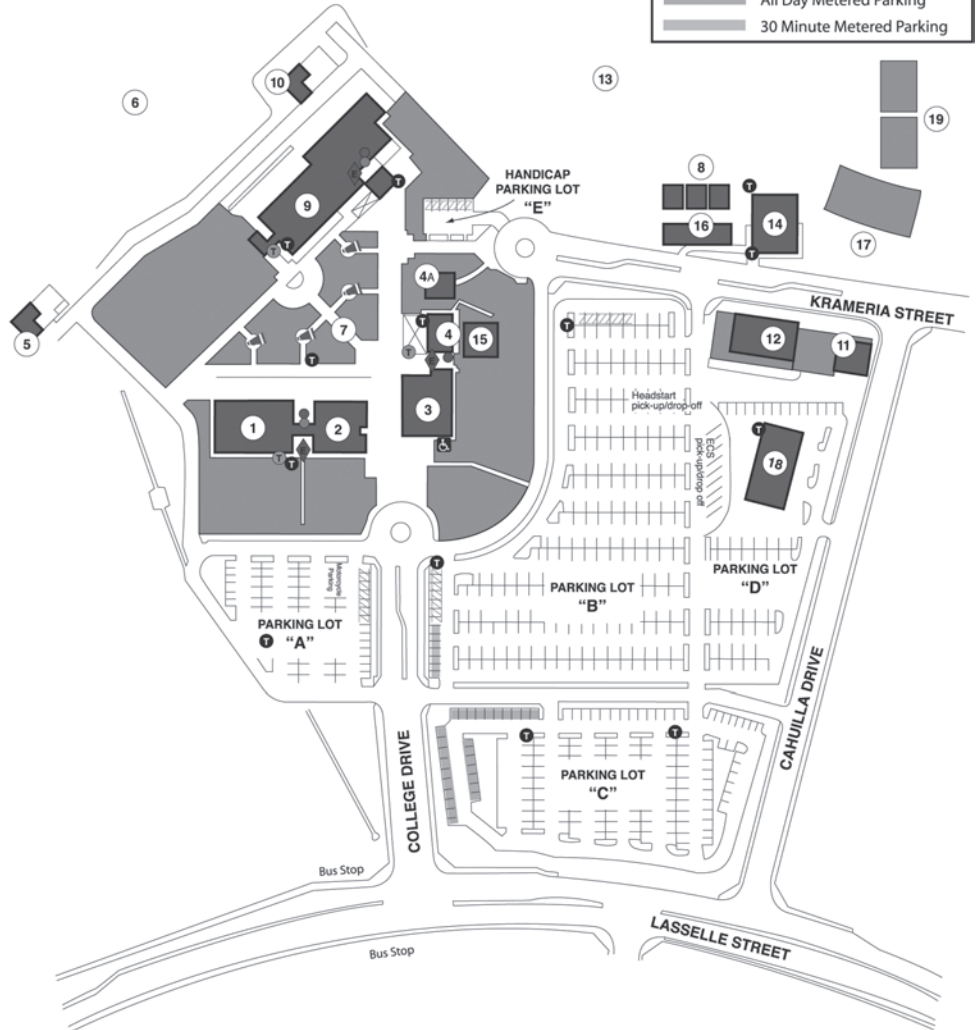 All Day Metered Parking
30 Minute Metered Parking
10
6
13
19
9
T
E
HANDICAP
PARKING LOT
"E"
8
T
16
14
17
T
T
T
4A
5
7
T
T
4
15
T
E
T
KRAMERIA STREET
12
11
Headstart
pick-up/drop-off
1
2
3
E
T
T
ECS
pick-up/drop off
T
18
T
Motorcycle
Parking
PARKING LOT
"A"
T
PARKING LOT
"B"
PARKING LOT
"D"
COLLEGE DRIVE
CAHUILLA DRIVE
T
T
PARKING LOT
"C"
Bus Stop
Bus Stop
LASSELLE STREET